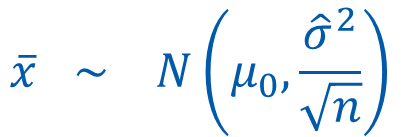 x̄ ~ N(μ₀, σ̂²/√n)